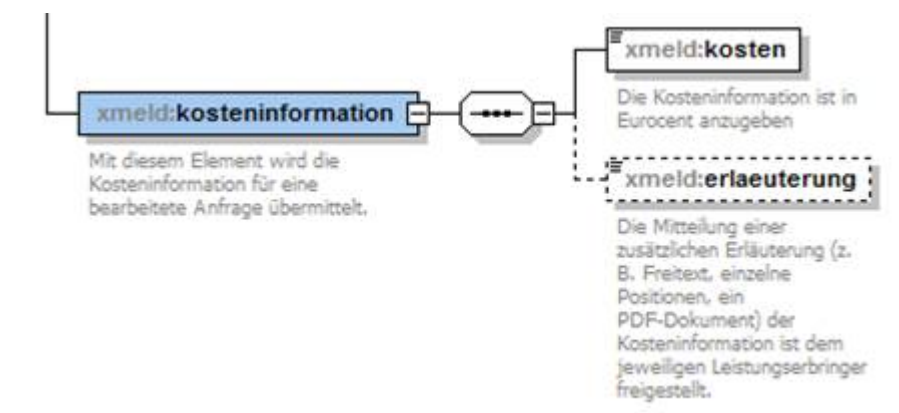 xmeld:kosten
Die Kosteninformation ist in
Eurocent anzugeben
xmeld:kosteninformation
Mit diesem Element wird die
Kosteninformation für eine
bearbeitete Anfrage übermittelt.
xmeld:erlaeuterung
Die Mitteilung einer
zusätzlichen Erläuterung (z.
B. Freitext, einzelne
Positionen, ein
PDF-Dokument) der
Kosteninformation ist dem
jeweiligen Leistungserbringer
freigestellt.